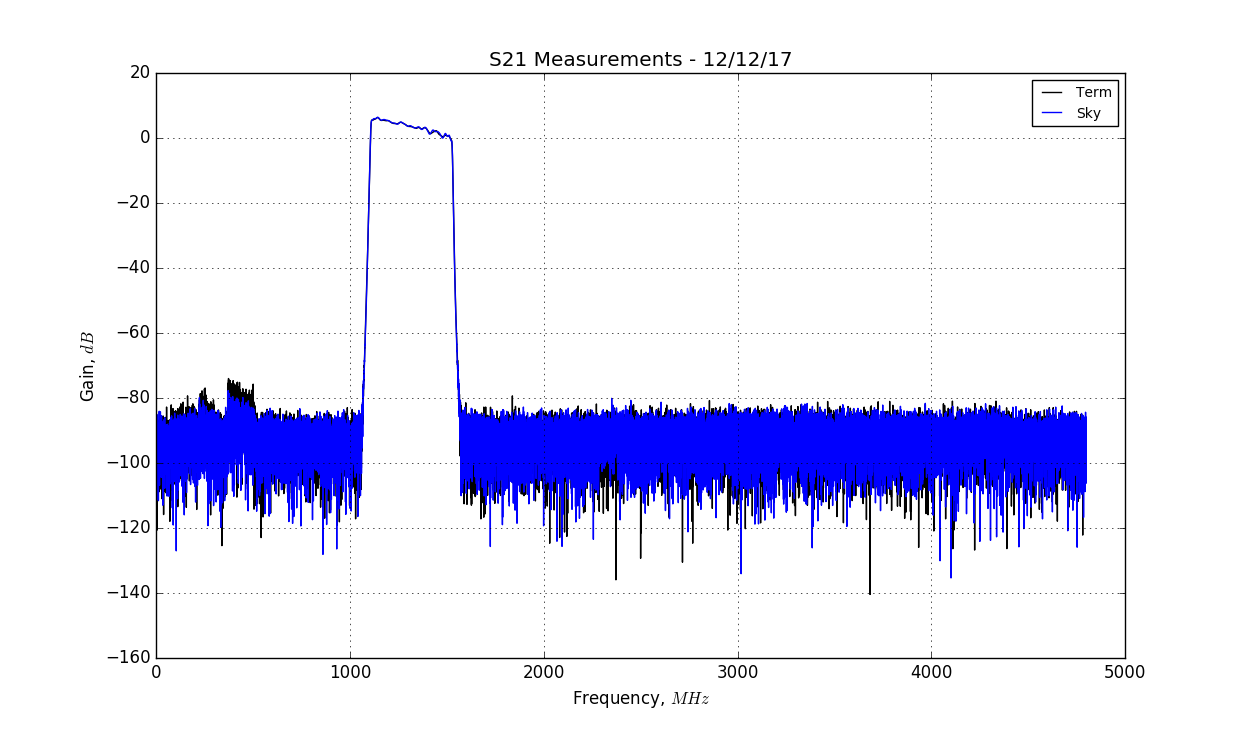 S21 Measurements - 12/12/17
Term
Sky
20
0
−20
−40
−60
−80
−100
−120
−140
−160
Gain, dB
0 1000 2000 3000 4000 5000
Frequency, MHz